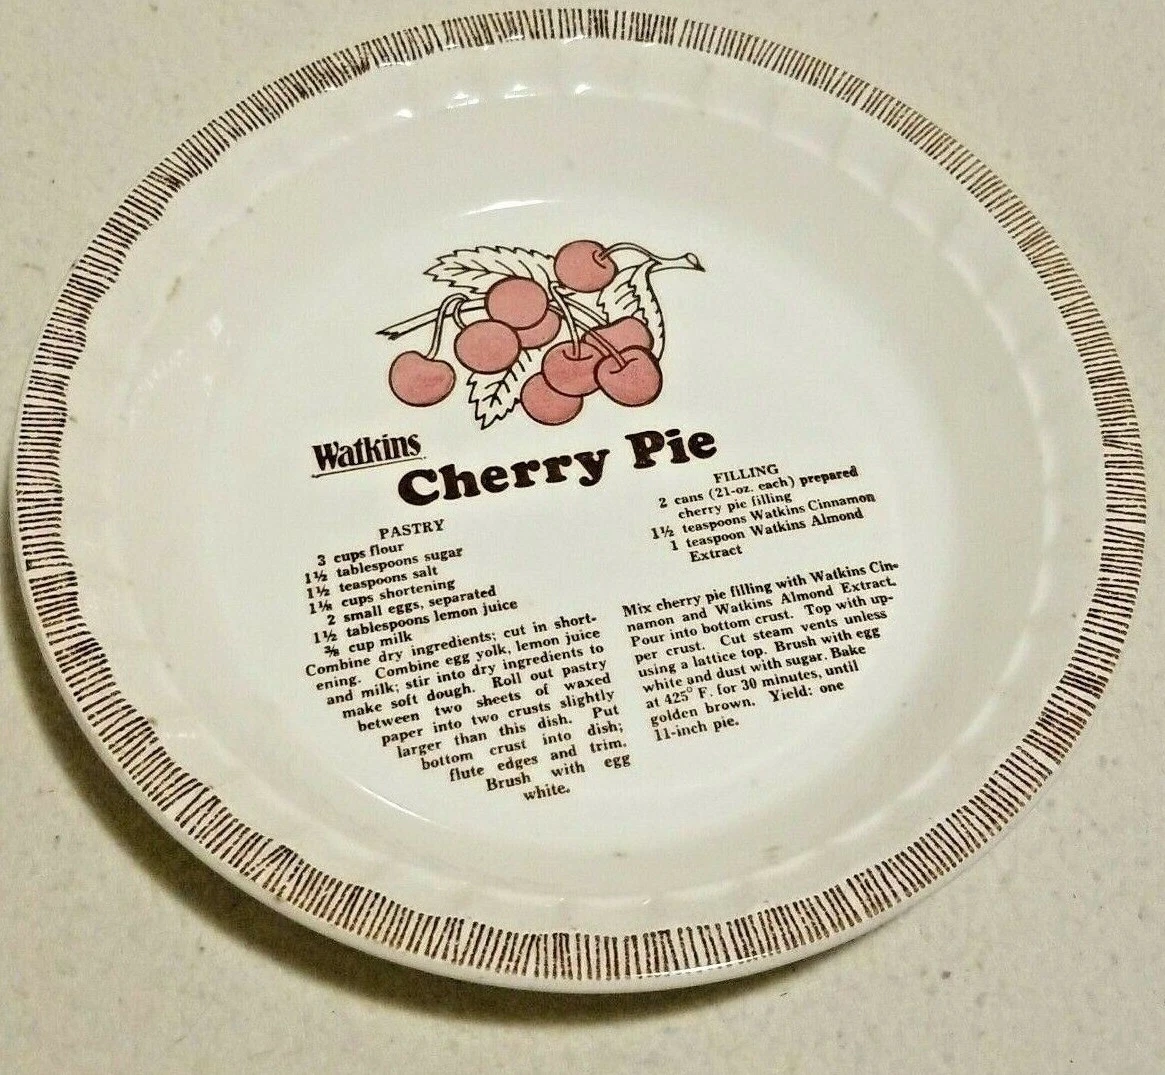 Watkins
Cherry Pie
PASTRY
3 cups flour
1½ tablespoons sugar
1½ teaspoons salt
1⅛ cups shortening
2 small eggs, separated
1½ tablespoons lemon juice
⅜ cup milk
Combine dry ingredients; cut in short-
ening. Combine egg yolk, lemon juice
and milk; stir into dry ingredients to
make soft dough. Roll out pastry
between two sheets of waxed
paper into two crusts slightly
larger than this dish. Put
bottom crust into dish;
flute edges and trim.
Brush with egg
white.
FILLING
2 cans (21-oz. each) prepared
cherry pie filling
1½ teaspoons Watkins Cinnamon
1 teaspoon Watkins Almond
Extract
Mix cherry pie filling with Watkins Cin-
namon and Watkins Almond Extract.
Pour into bottom crust. Top with up-
per crust. Cut steam vents unless
using a lattice top. Brush with egg
white and dust with sugar. Bake
at 425° F. for 30 minutes, until
golden brown. Yield: one
11-inch pie.